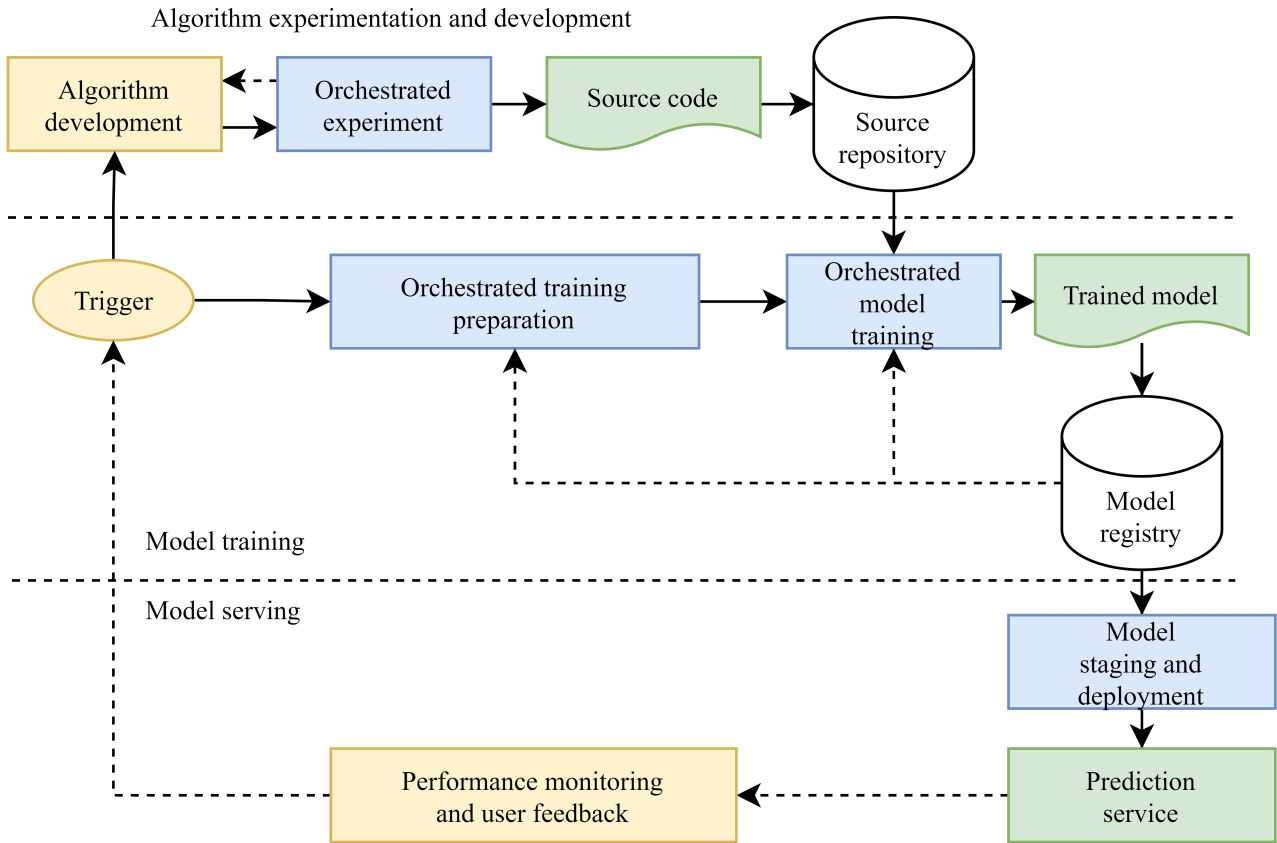 Algorithm experimentation and development
Algorithm
development
Orchestrated
experiment
Source code
Source
repository
Trigger
Orchestrated training
preparation
Orchestrated
model
training
Trained model
Model
registry
Model training
Model serving
Model
staging and
deployment
Performance monitoring
and user feedback
Prediction
service